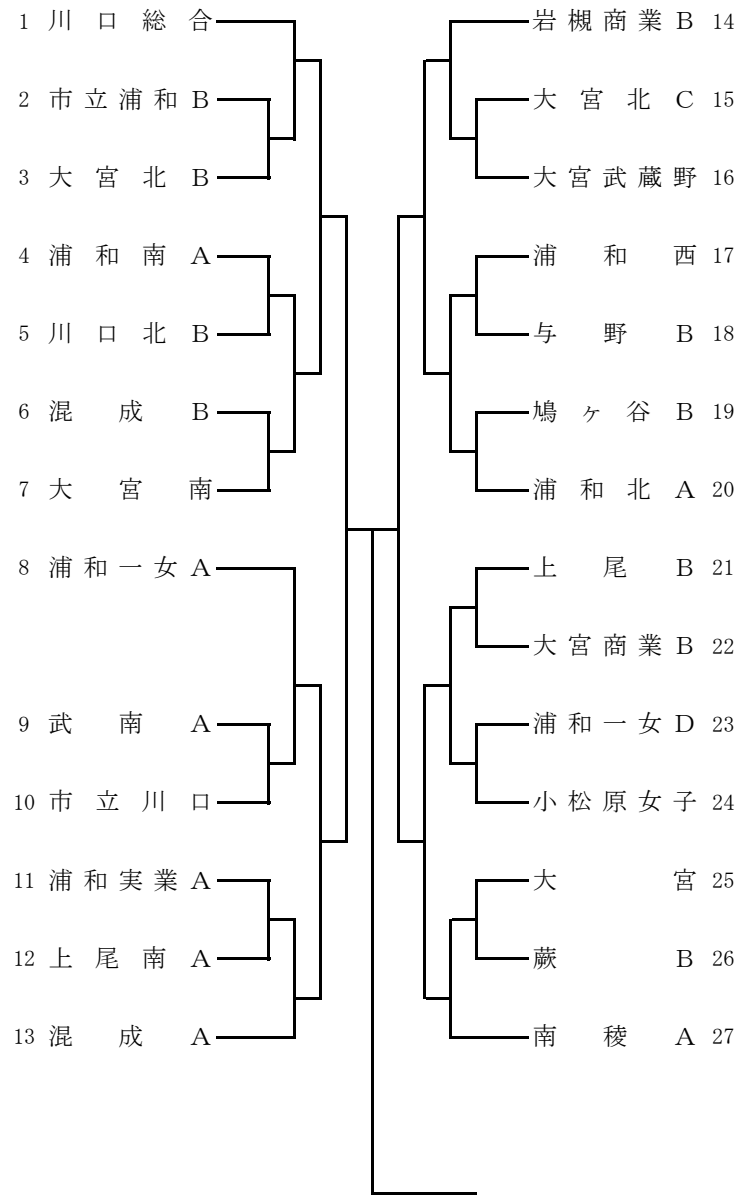 1 川口総合
2 市立浦和B
3 大宮北B
4 浦和南A
5 川口北B
6 混成B
7 大宮南
8 浦和一女A
9 武南A
10 市立川口
11 浦和実業A
12 上尾南A
13 混成A
岩槻商業B 14
大宮北C 15
大宮武蔵野 16
浦和西 17
与野B 18
鳩ヶ谷B 19
浦和北A 20
上尾B 21
大宮商業B 22
浦和一女D 23
小松原女子 24
大宮 25
蕨B 26
南稜A 27